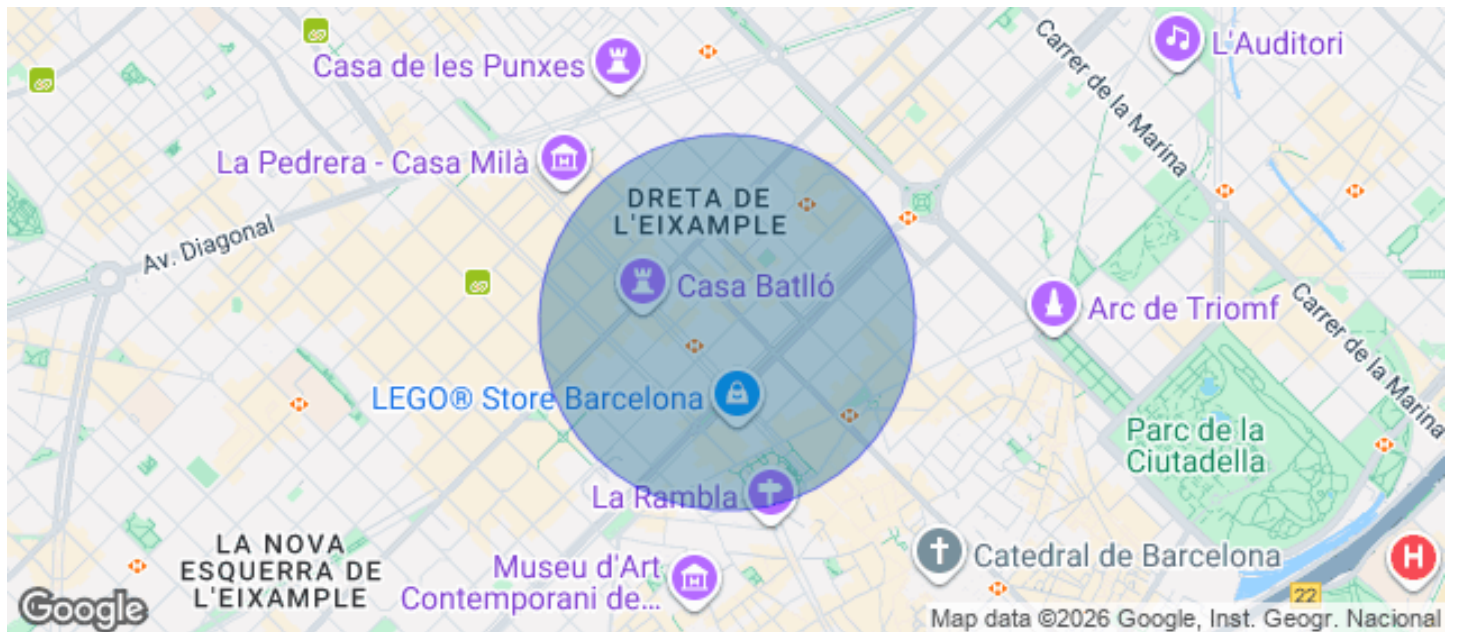 Casa de les Punxes
L'Auditori
Carrer de la Marina
La Pedrera - Casa Milà
DRETA DE
L'EIXAMPLE
Av. Diagonal
Casa Batlló
Arc de Triomf
Carrer de la Marina
LEGO® Store Barcelona
Parc de la
Ciutadella
La Rambla
LA NOVA
ESQUERRA DE
L'EIXAMPLE
Museu d'Art
Contemporani de...
Catedral de Barcelona
H
22
Google
Map data ©2026 Google, Inst. Geogr. Nacional